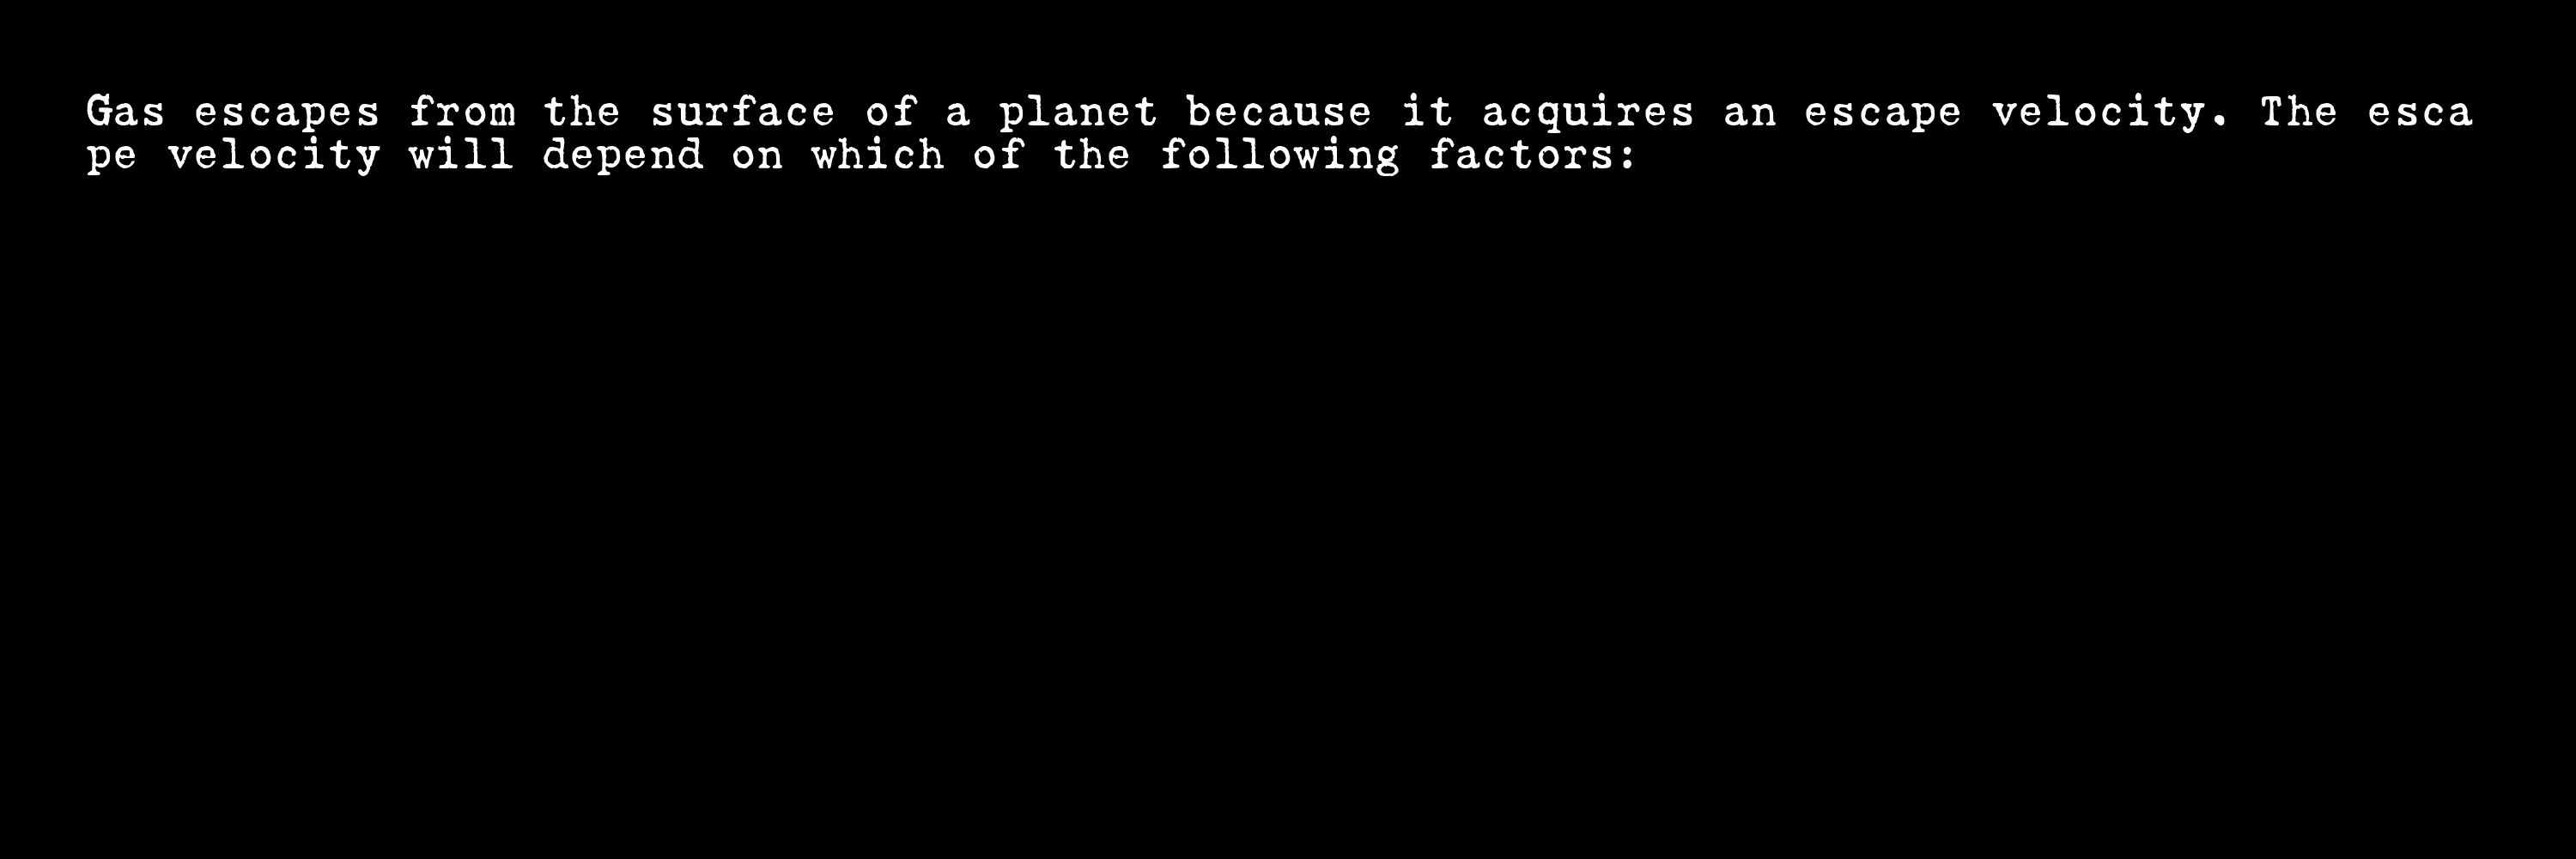 Gas escapes from the surface of a planet because it acquires an escape velocity. The esca
pe velocity will depend on which of the following factors: